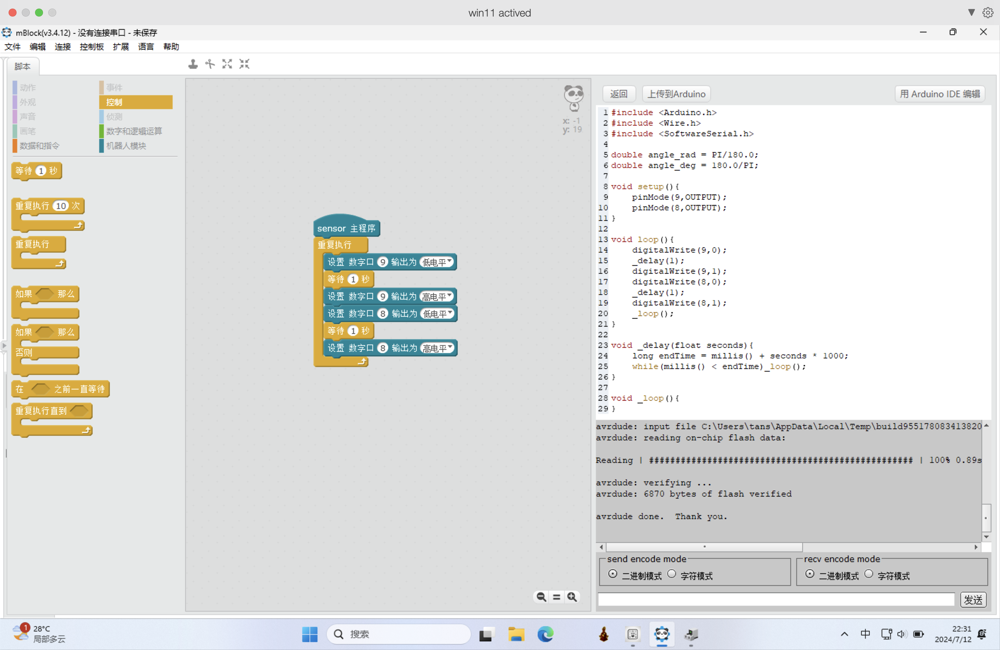 win11 actived
mBlock(v3.4.12) - 没有连接串口 - 未保存
文件 编辑 连接 控制板 扩展 语言 帮助
脚本
动作 事件
外观 控制
声音 侦测
画笔 数字和逻辑运算
数据和指令 机器人模块
等待 1 秒
重复执行 10 次
重复执行
如果 那么
如果 那么
否则
在 之前一直等待
重复执行直到
x: -1
y: 19
sensor 主程序
重复执行
设置 数字口 9 输出为 低电平
等待 1 秒
设置 数字口 9 输出为 高电平
设置 数字口 8 输出为 低电平
等待 1 秒
设置 数字口 8 输出为 高电平
返回 上传到Arduino 用 Arduino IDE 编辑
1 #include <Arduino.h>
2 #include <Wire.h>
3 #include <SoftwareSerial.h>
4
5 double angle_rad = PI/180.0;
6 double angle_deg = 180.0/PI;
7
8 void setup(){
9 pinMode(9,OUTPUT);
10 pinMode(8,OUTPUT);
11 }
12
13 void loop(){
14 digitalWrite(9,0);
15 _delay(1);
16 digitalWrite(9,1);
17 digitalWrite(8,0);
18 _delay(1);
19 digitalWrite(8,1);
20 _loop();
21 }
22
23 void _delay(float seconds){
24 long endTime = millis() + seconds * 1000;
25 while(millis() < endTime)_loop();
26 }
27
28 void _loop(){
29 }
avrdude: input file C:\Users\tans\AppData\Local\Temp\build955178083413820
avrdude: reading on-chip flash data:
Reading | ################################################## | 100% 0.89s
avrdude: verifying ...
avrdude: 6870 bytes of flash verified
avrdude done. Thank you.
send encode mode recv encode mode
二进制模式 字符模式 二进制模式 字符模式
发送
1
28°C
局部多云
搜索
中
22:31
2024/7/12